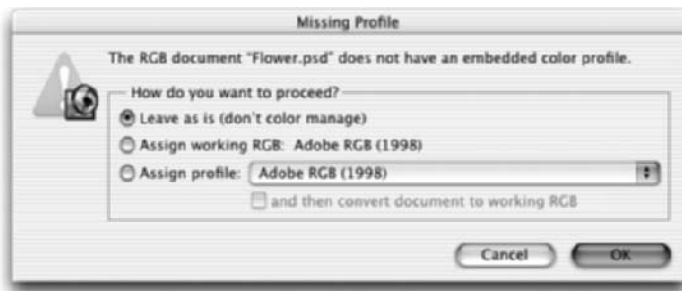 Missing Profile
The RGB document "Flower.psd" does not have an embedded color profile.
How do you want to proceed?
Leave as is (don't color manage)
Assign working RGB: Adobe RGB (1998)
Assign profile: Adobe RGB (1998)
and then convert document to working RGB
Cancel OK